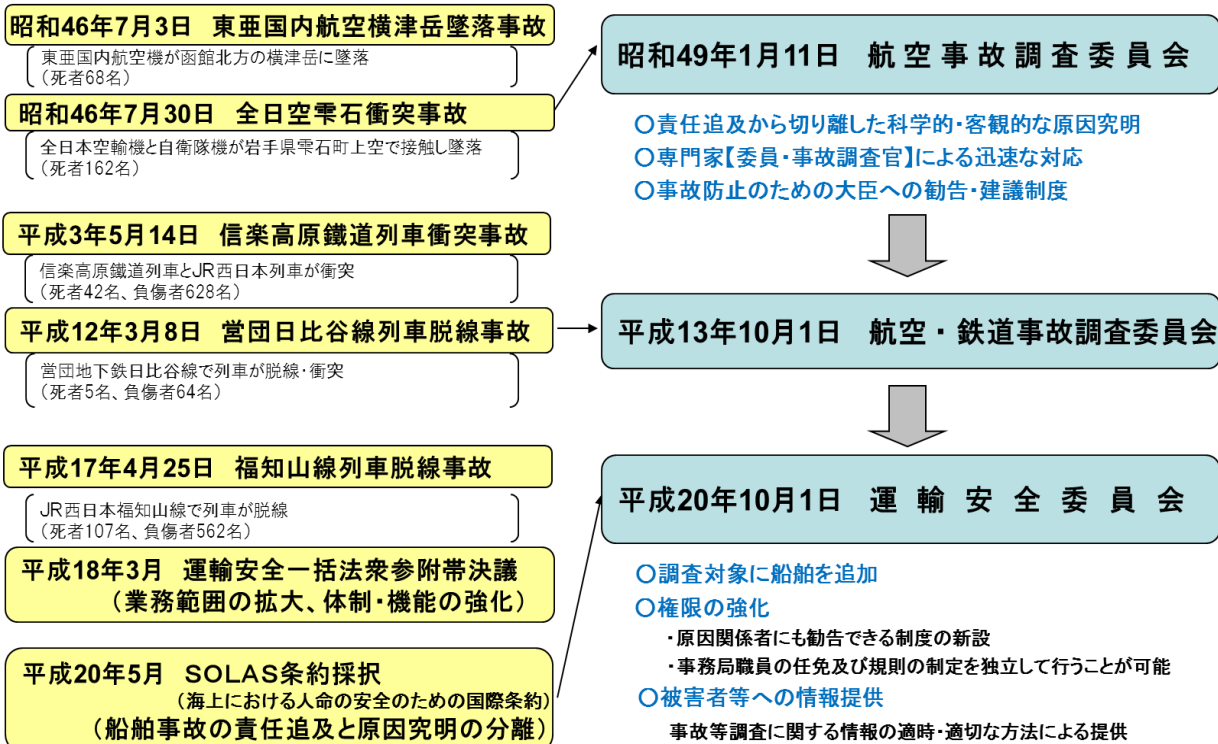 昭和46年7月3日 東亜国内航空横津岳墜落事故
東亜国内航空機が函館北方の横津岳に墜落
(死者68名)
昭和46年7月30日 全日空雫石衝突事故
全日本空輸機と自衛隊機が岩手県雫石町上空で接触し墜落
(死者162名)
平成3年5月14日 信楽高原鐵道列車衝突事故
信楽高原鐵道列車とJR西日本列車が衝突
(死者42名、負傷者628名)
平成12年3月8日 営団日比谷線列車脱線事故
営団地下鉄日比谷線で列車が脱線・衝突
(死者5名、負傷者64名)
平成17年4月25日 福知山線列車脱線事故
JR西日本福知山線で列車が脱線
(死者107名、負傷者562名)
平成18年3月 運輸安全一括法衆参附帯決議
(業務範囲の拡大、体制・機能の強化)
平成20年5月 SOLAS条約採択
(海上における人命の安全のための国際条約)
(船舶事故の責任追及と原因究明の分離)
昭和49年1月11日 航空事故調査委員会
○責任追及から切り離した科学的・客観的な原因究明
○専門家【委員・事故調査官】による迅速な対応
○事故防止のための大臣への勧告・建議制度
平成13年10月1日 航空・鉄道事故調査委員会
平成20年10月1日 運輸安全委員会
○調査対象に船舶を追加
○権限の強化
・原因関係者にも勧告できる制度の新設
・事務局職員の任免及び規則の制定を独立して行うことが可能
○被害者等への情報提供
事故等調査に関する情報の適時・適切な方法による提供